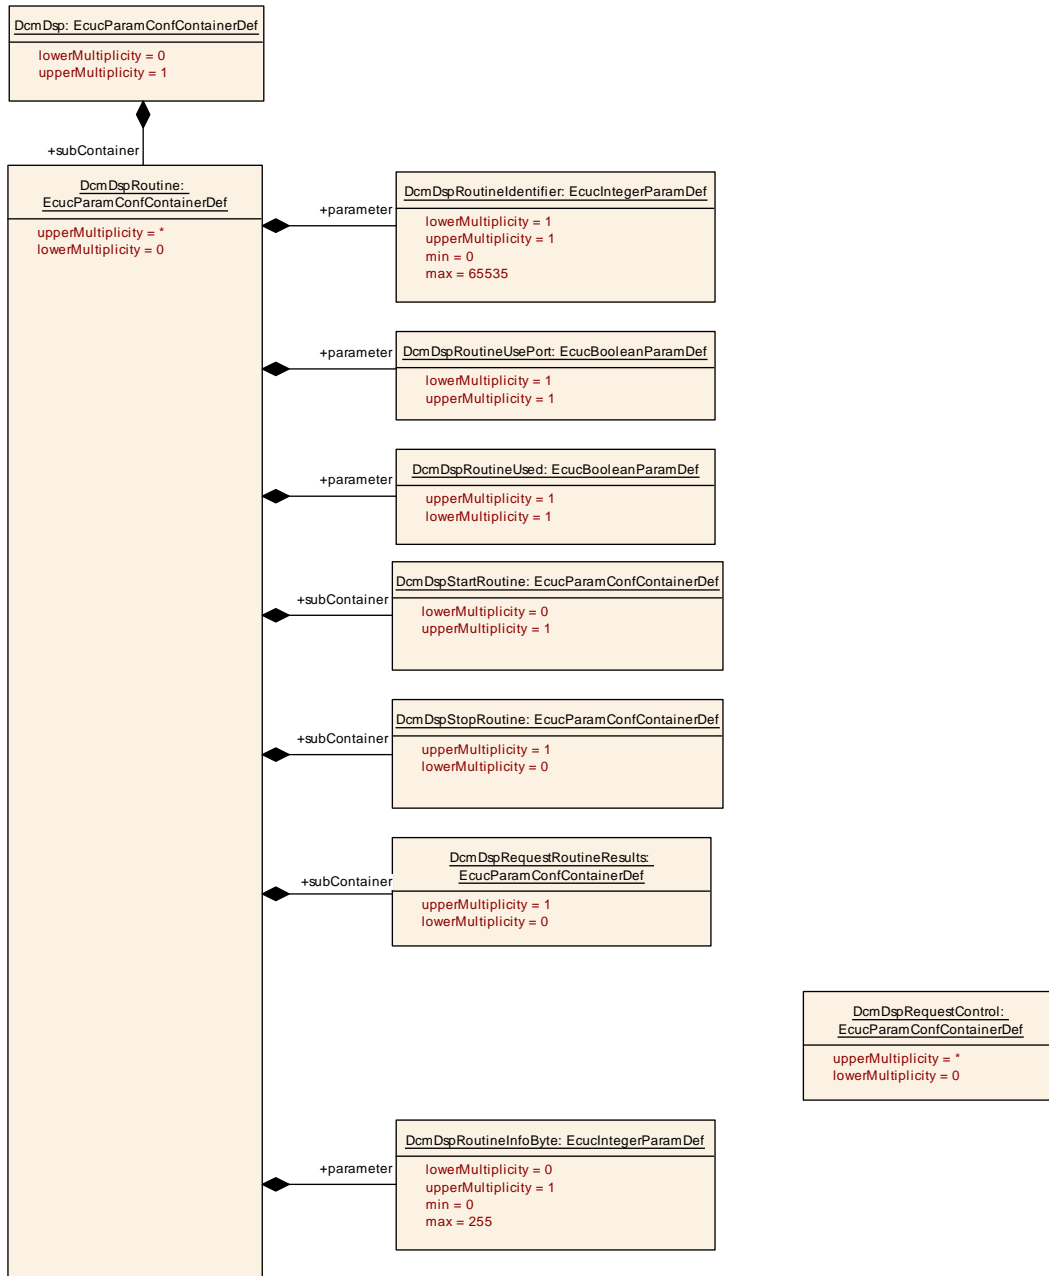 DcmDsp: EcucParamConfContainerDef
lowerMultiplicity = 0
upperMultiplicity = 1
+subContainer
DcmDspRoutine:
EcucParamConfContainerDef
upperMultiplicity = *
lowerMultiplicity = 0
+parameter
DcmDspRoutineIdentifier: EcucIntegerParamDef
lowerMultiplicity = 1
upperMultiplicity = 1
min = 0
max = 65535
+parameter
DcmDspRoutineUsePort: EcucBooleanParamDef
lowerMultiplicity = 1
upperMultiplicity = 1
+parameter
DcmDspRoutineUsed: EcucBooleanParamDef
upperMultiplicity = 1
lowerMultiplicity = 1
+subContainer
DcmDspStartRoutine: EcucParamConfContainerDef
lowerMultiplicity = 0
upperMultiplicity = 1
+subContainer
DcmDspStopRoutine: EcucParamConfContainerDef
upperMultiplicity = 1
lowerMultiplicity = 0
+subContainer
DcmDspRequestRoutineResults:
EcucParamConfContainerDef
upperMultiplicity = 1
lowerMultiplicity = 0
DcmDspRequestControl:
EcucParamConfContainerDef
upperMultiplicity = *
lowerMultiplicity = 0
+parameter
DcmDspRoutineInfoByte: EcucIntegerParamDef
lowerMultiplicity = 0
upperMultiplicity = 1
min = 0
max = 255